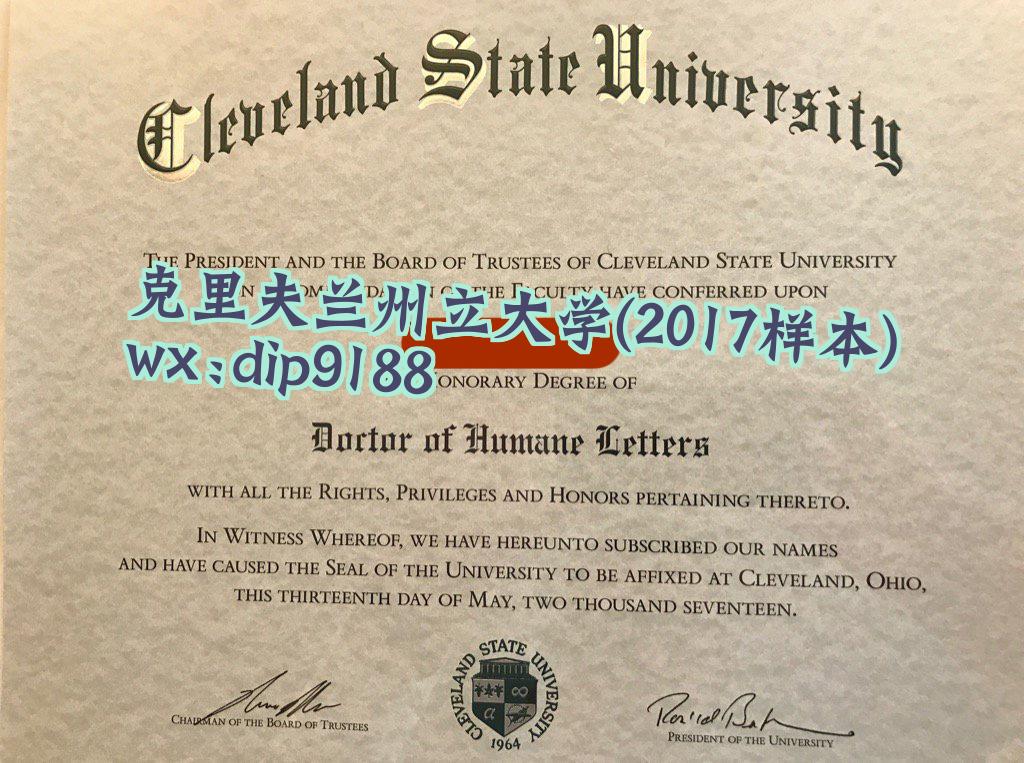 Cleveland State University
THE PRESIDENT AND THE BOARD OF TRUSTEES OF CLEVELAND STATE UNIVERSITY
OF THE FACULTY HAVE CONFERRED UPON
克里夫兰州立大学(2017样本)
wx:dip9188
HONORARY DEGREE OF
Doctor of Humane Letters
WITH ALL THE RIGHTS, PRIVILEGES AND HONORS PERTAINING THERETO.
IN WITNESS WHEREOF, WE HAVE HEREUNTO SUBSCRIBED OUR NAMES
AND HAVE CAUSED THE SEAL OF THE UNIVERSITY TO BE AFFIXED AT CLEVELAND, OHIO,
THIS THIRTEENTH DAY OF MAY, TWO THOUSAND SEVENTEEN.
CHAIRMAN OF THE BOARD OF TRUSTEES
CLEVELAND STATE UNIVERSITY
1964
PRESIDENT OF THE UNIVERSITY